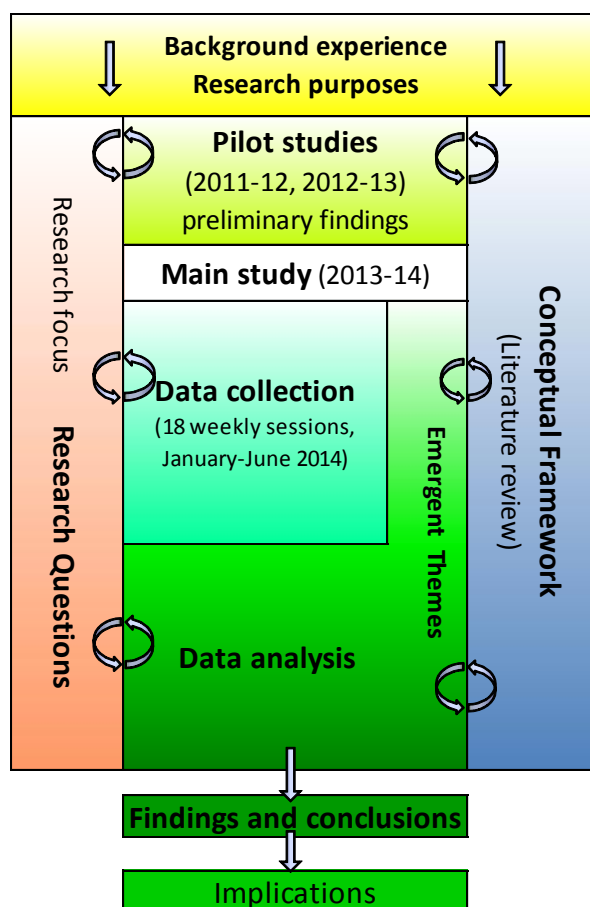 Background experience
Research purposes
Pilot studies
(2011-12, 2012-13)
preliminary findings
Main study (2013-14)
Research focus
Research Questions
Data collection
(18 weekly sessions,
January-June 2014)
Emergent Themes
Conceptual Framework
(Literature review)
Data analysis
Findings and conclusions
Implications